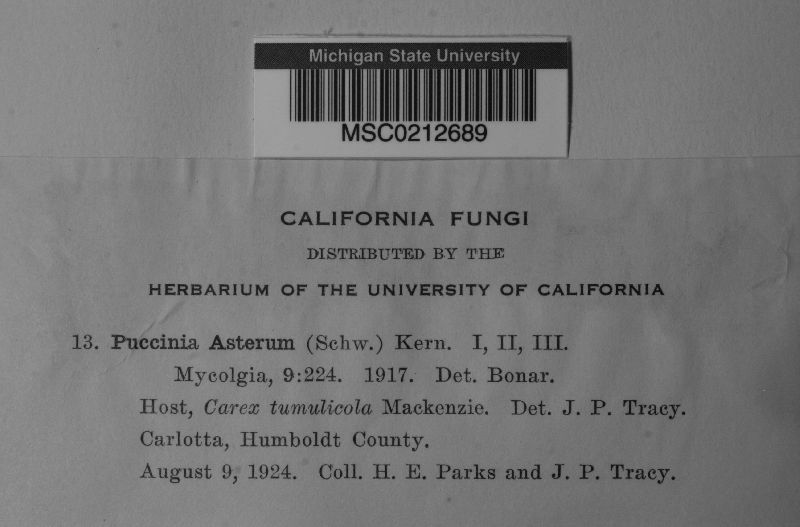 Michigan State University
MSC0212689
CALIFORNIA FUNGI
DISTRIBUTED BY THE
HERBARIUM OF THE UNIVERSITY OF CALIFORNIA
13. Puccinia Asterum (Schw.) Kern. I, II, III.
Mycolgia, 9:224. 1917. Det. Bonar.
Host, Carex tumulicola Mackenzie. Det. J. P. Tracy.
Carlotta, Humboldt County.
August 9, 1924. Coll. H. E. Parks and J. P. Tracy.